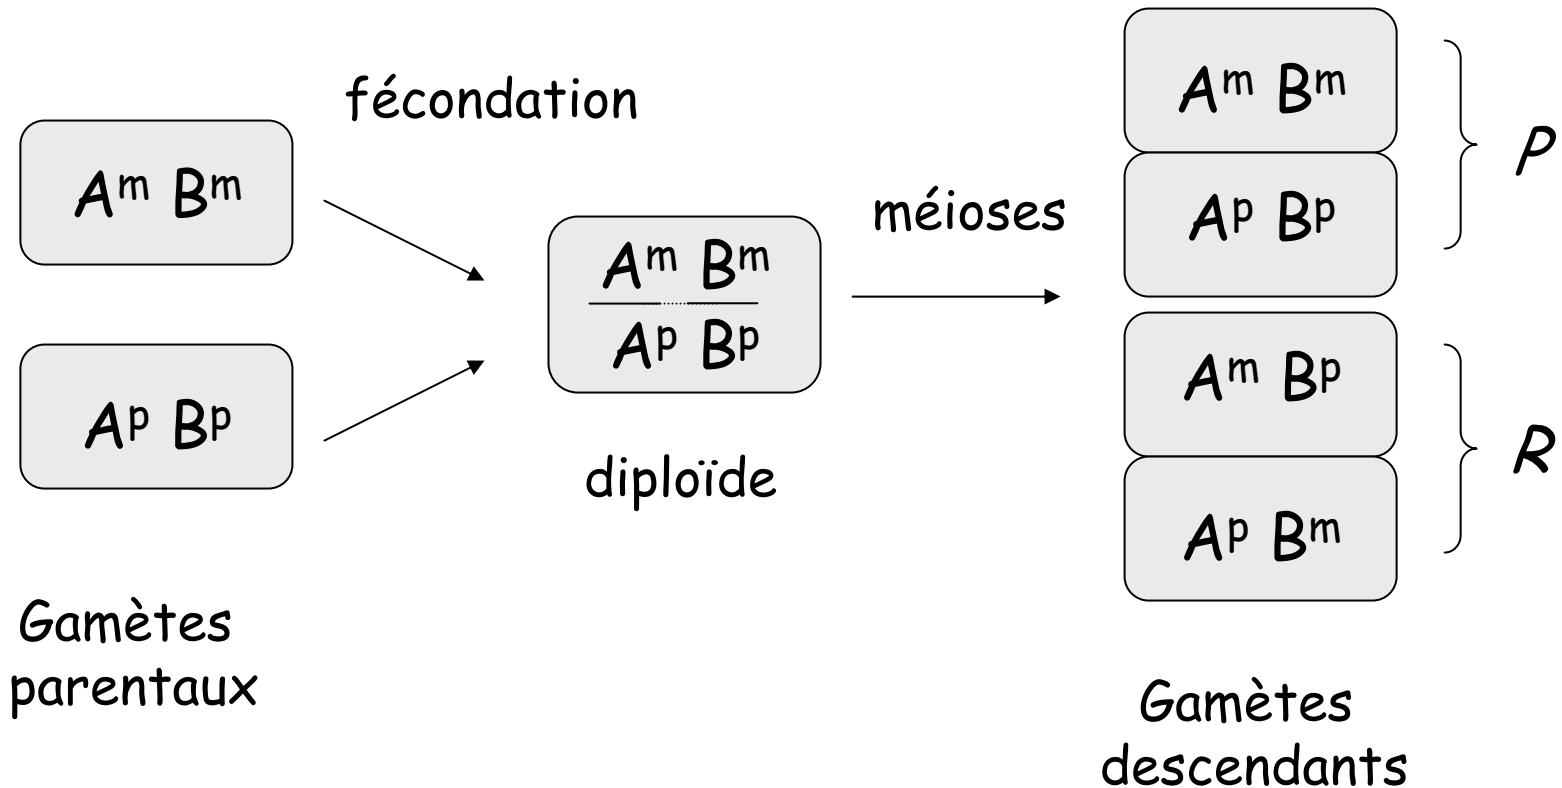 fécondation
Aᵐ Bᵐ
Aᵖ Bᵖ
Gamètes
parentaux
Aᵐ Bᵐ
Aᵖ Bᵖ
diploïde
méioses
Aᵐ Bᵐ
Aᵖ Bᵖ
P
Aᵐ Bᵖ
Aᵖ Bᵐ
R
Gamètes
descendants